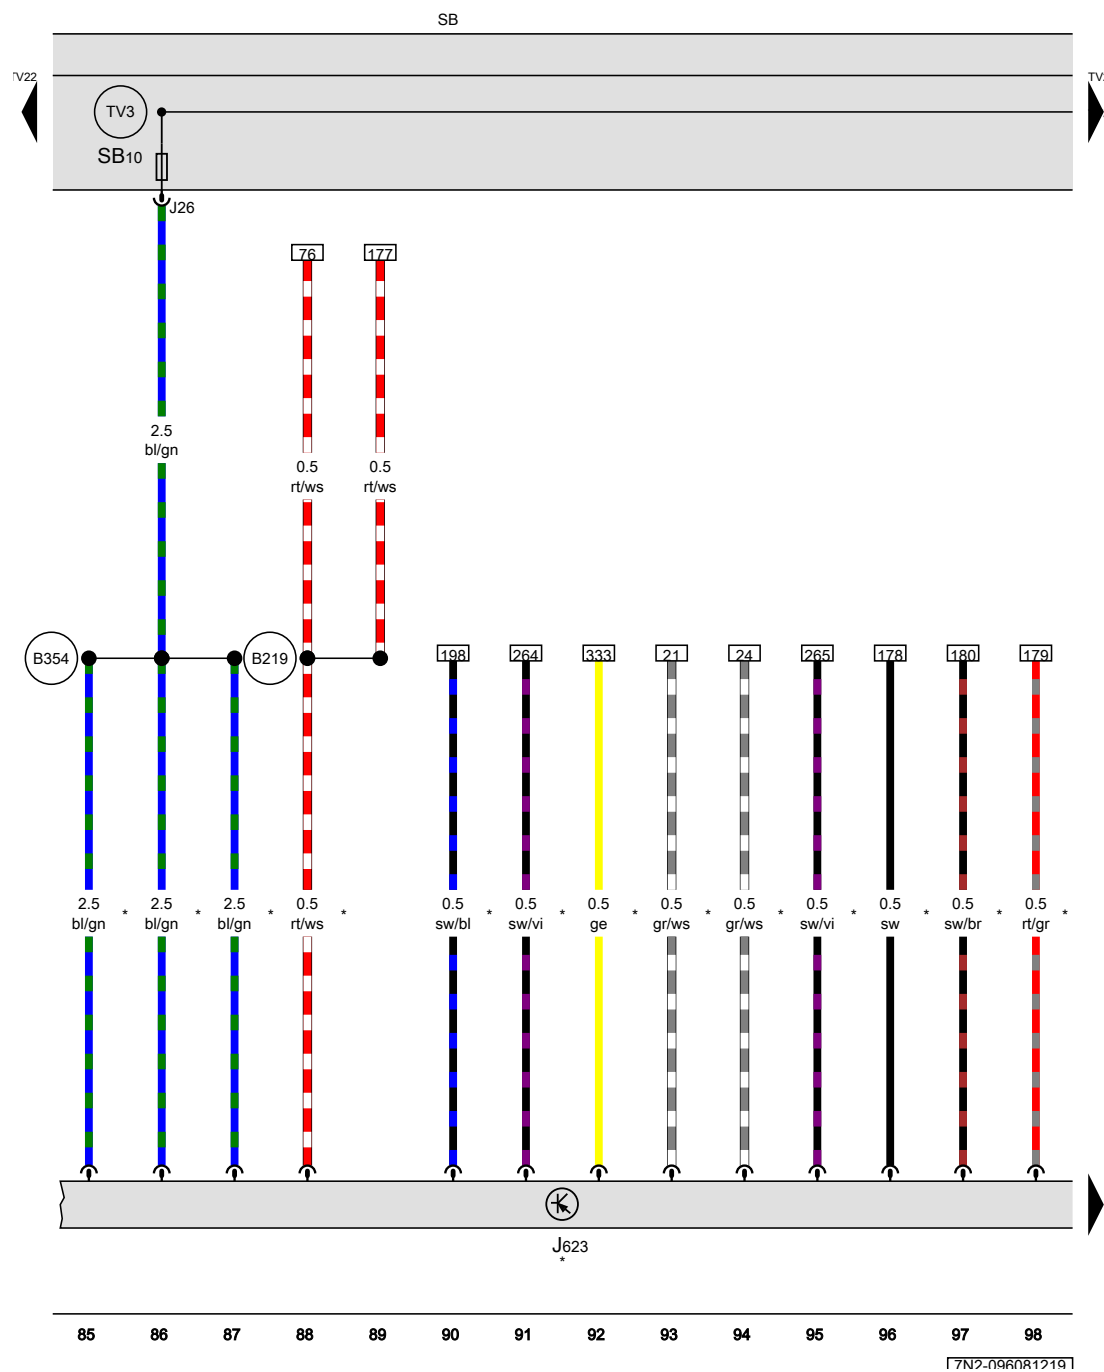 SB
TV22
TV3
SB10
J26
76
177
2.5
bl/gn
0.5
rt/ws
0.5
rt/ws
B354
B219
198
264
333
21
24
265
178
180
179
2.5 2.5 2.5 0.5 0.5 0.5 0.5 0.5 0.5 0.5 0.5 0.5 0.5
* * * * * * * * * * * * *
bl/gn bl/gn bl/gn rt/ws sw/bl sw/vi ge gr/ws gr/ws sw/vi sw sw/br rt/gr
J623
*
85 86 87 88 89 90 91 92 93 94 95 96 97 98
7N2-096081219